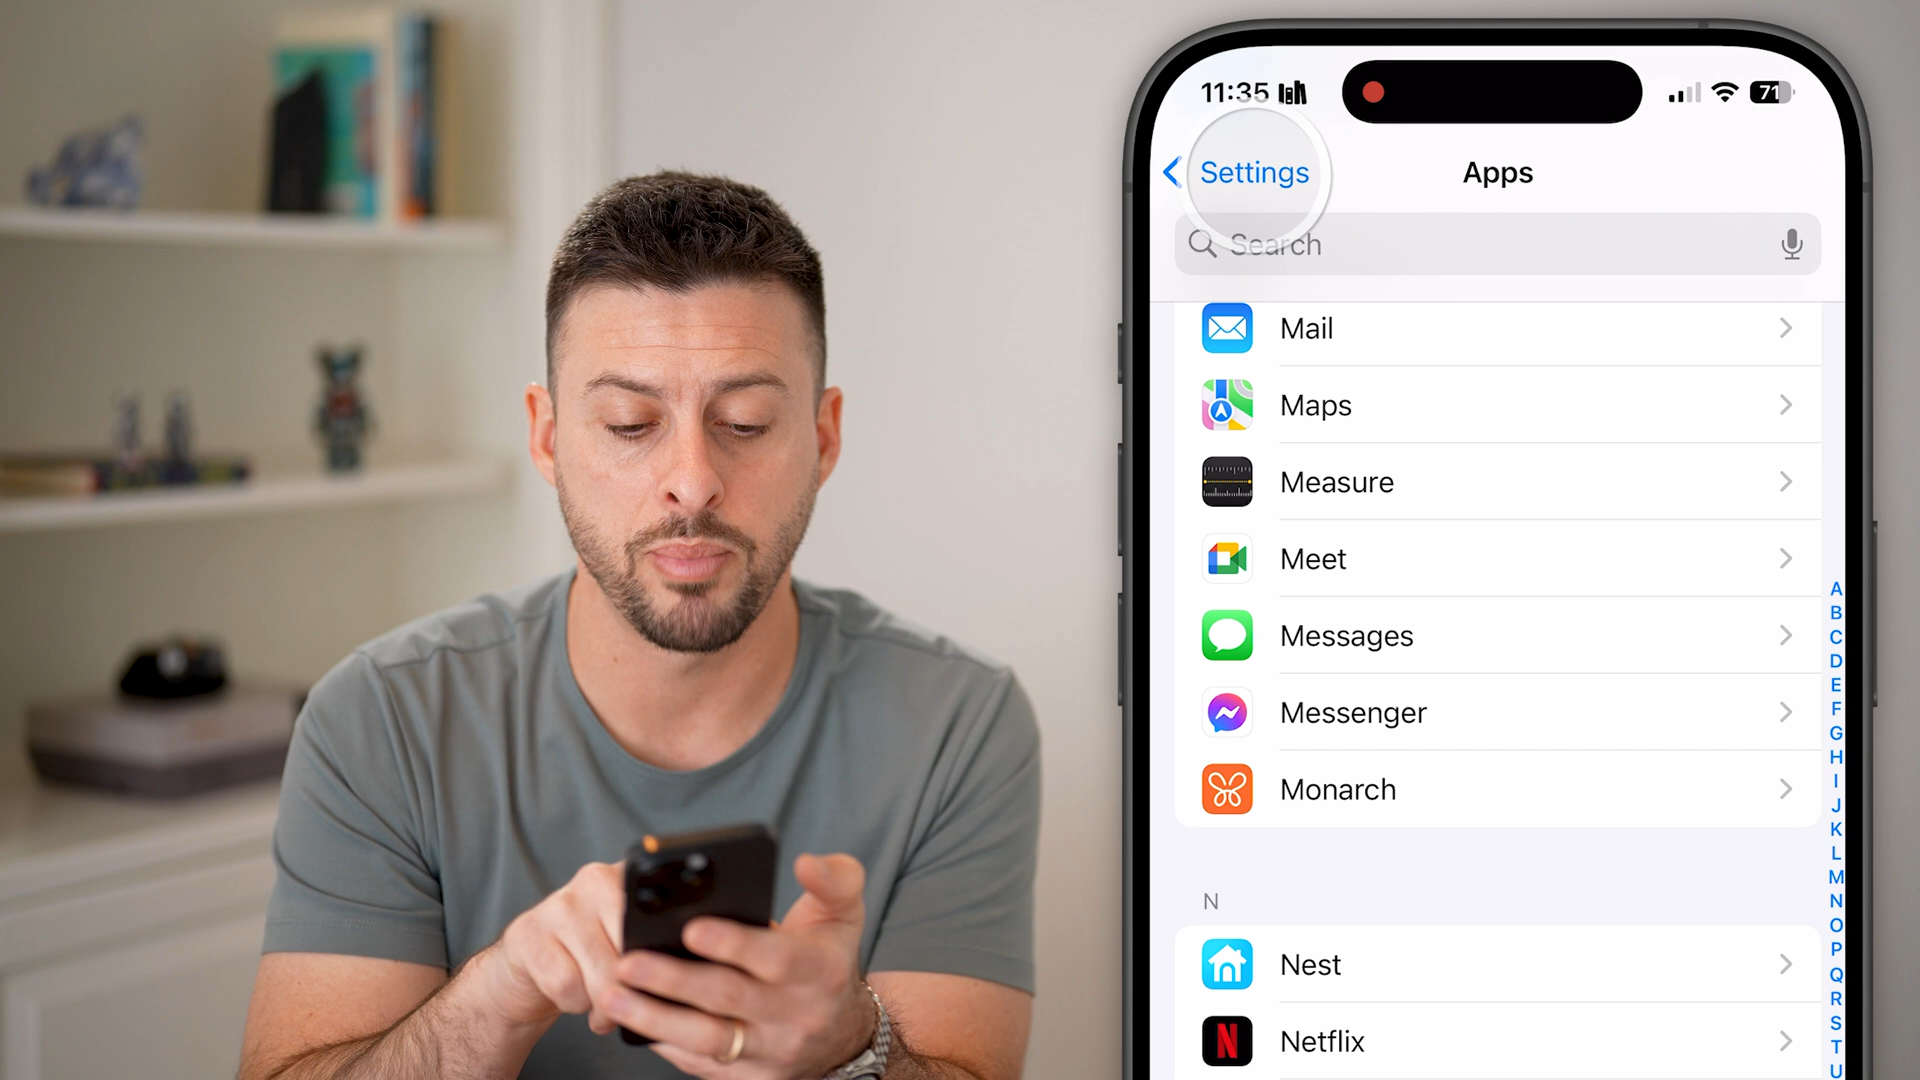 11:35
71
Settings
Apps
Search
Mail
Maps
Measure
Meet
Messages
Messenger
Monarch
N
Nest
N
Netflix
A
B
C
D
E
F
G
H
I
J
K
L
M
N
O
P
Q
R
S
T
U